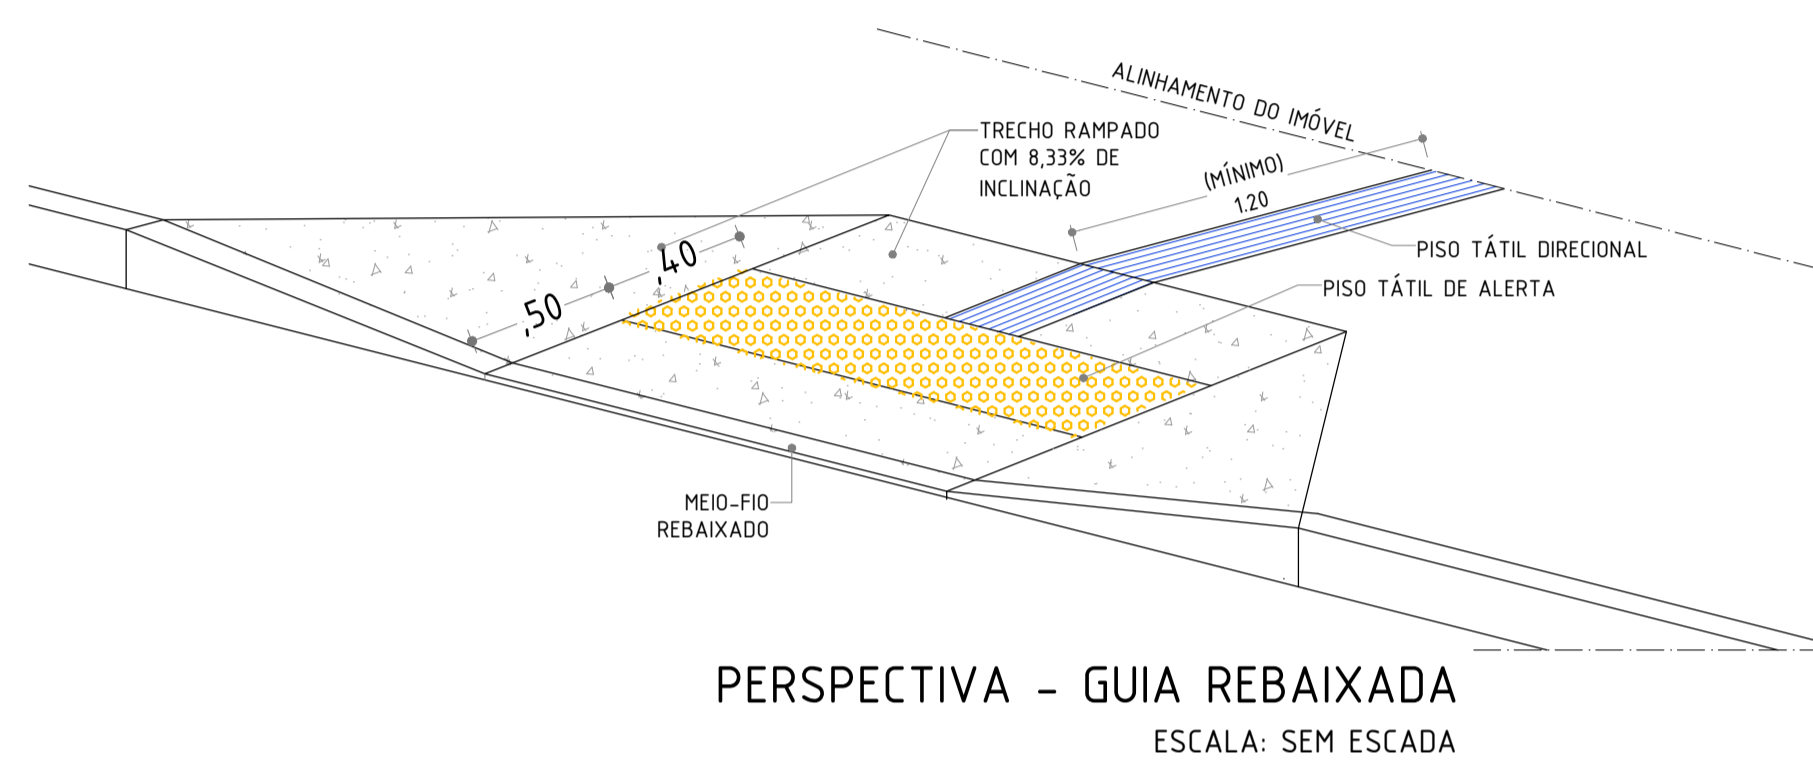 ALINHAMENTO DO IMÓVEL
TRECHO RAMPADO
COM 8,33% DE
INCLINAÇÃO
(MÍNIMO)
1.20
,40
,50
PISO TÁTIL DIRECIONAL
PISO TÁTIL DE ALERTA
MEIO-FIO
REBAIXADO
PERSPECTIVA - GUIA REBAIXADA
ESCALA: SEM ESCADA